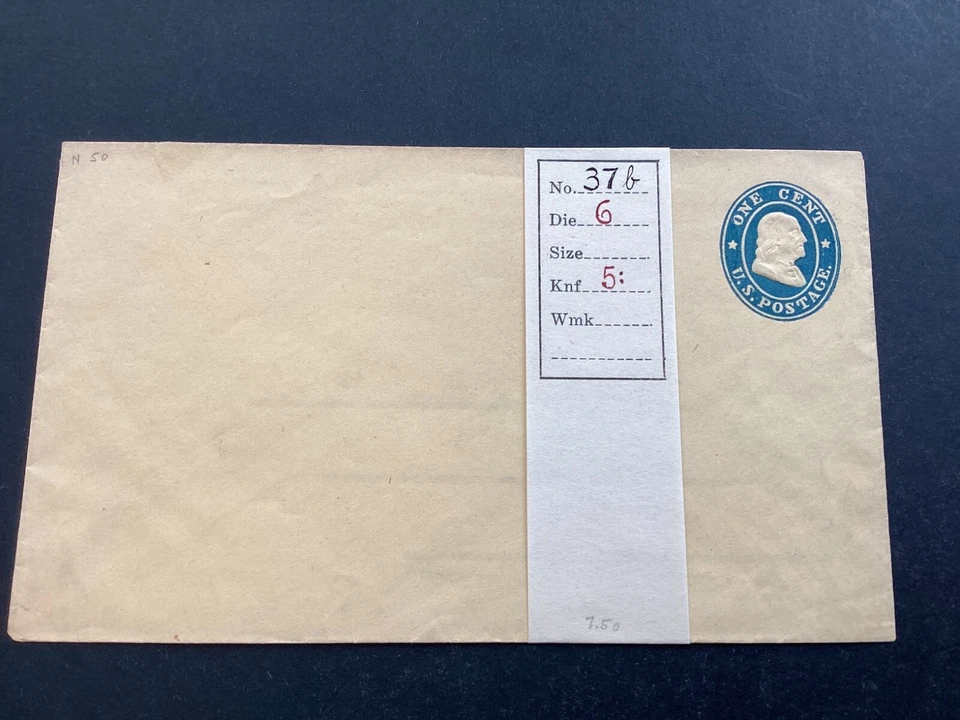 N 50
No. 37b
Die 6
Size
Knf 5:
Wmk
7.50
ONE CENT
U.S. POSTAGE.